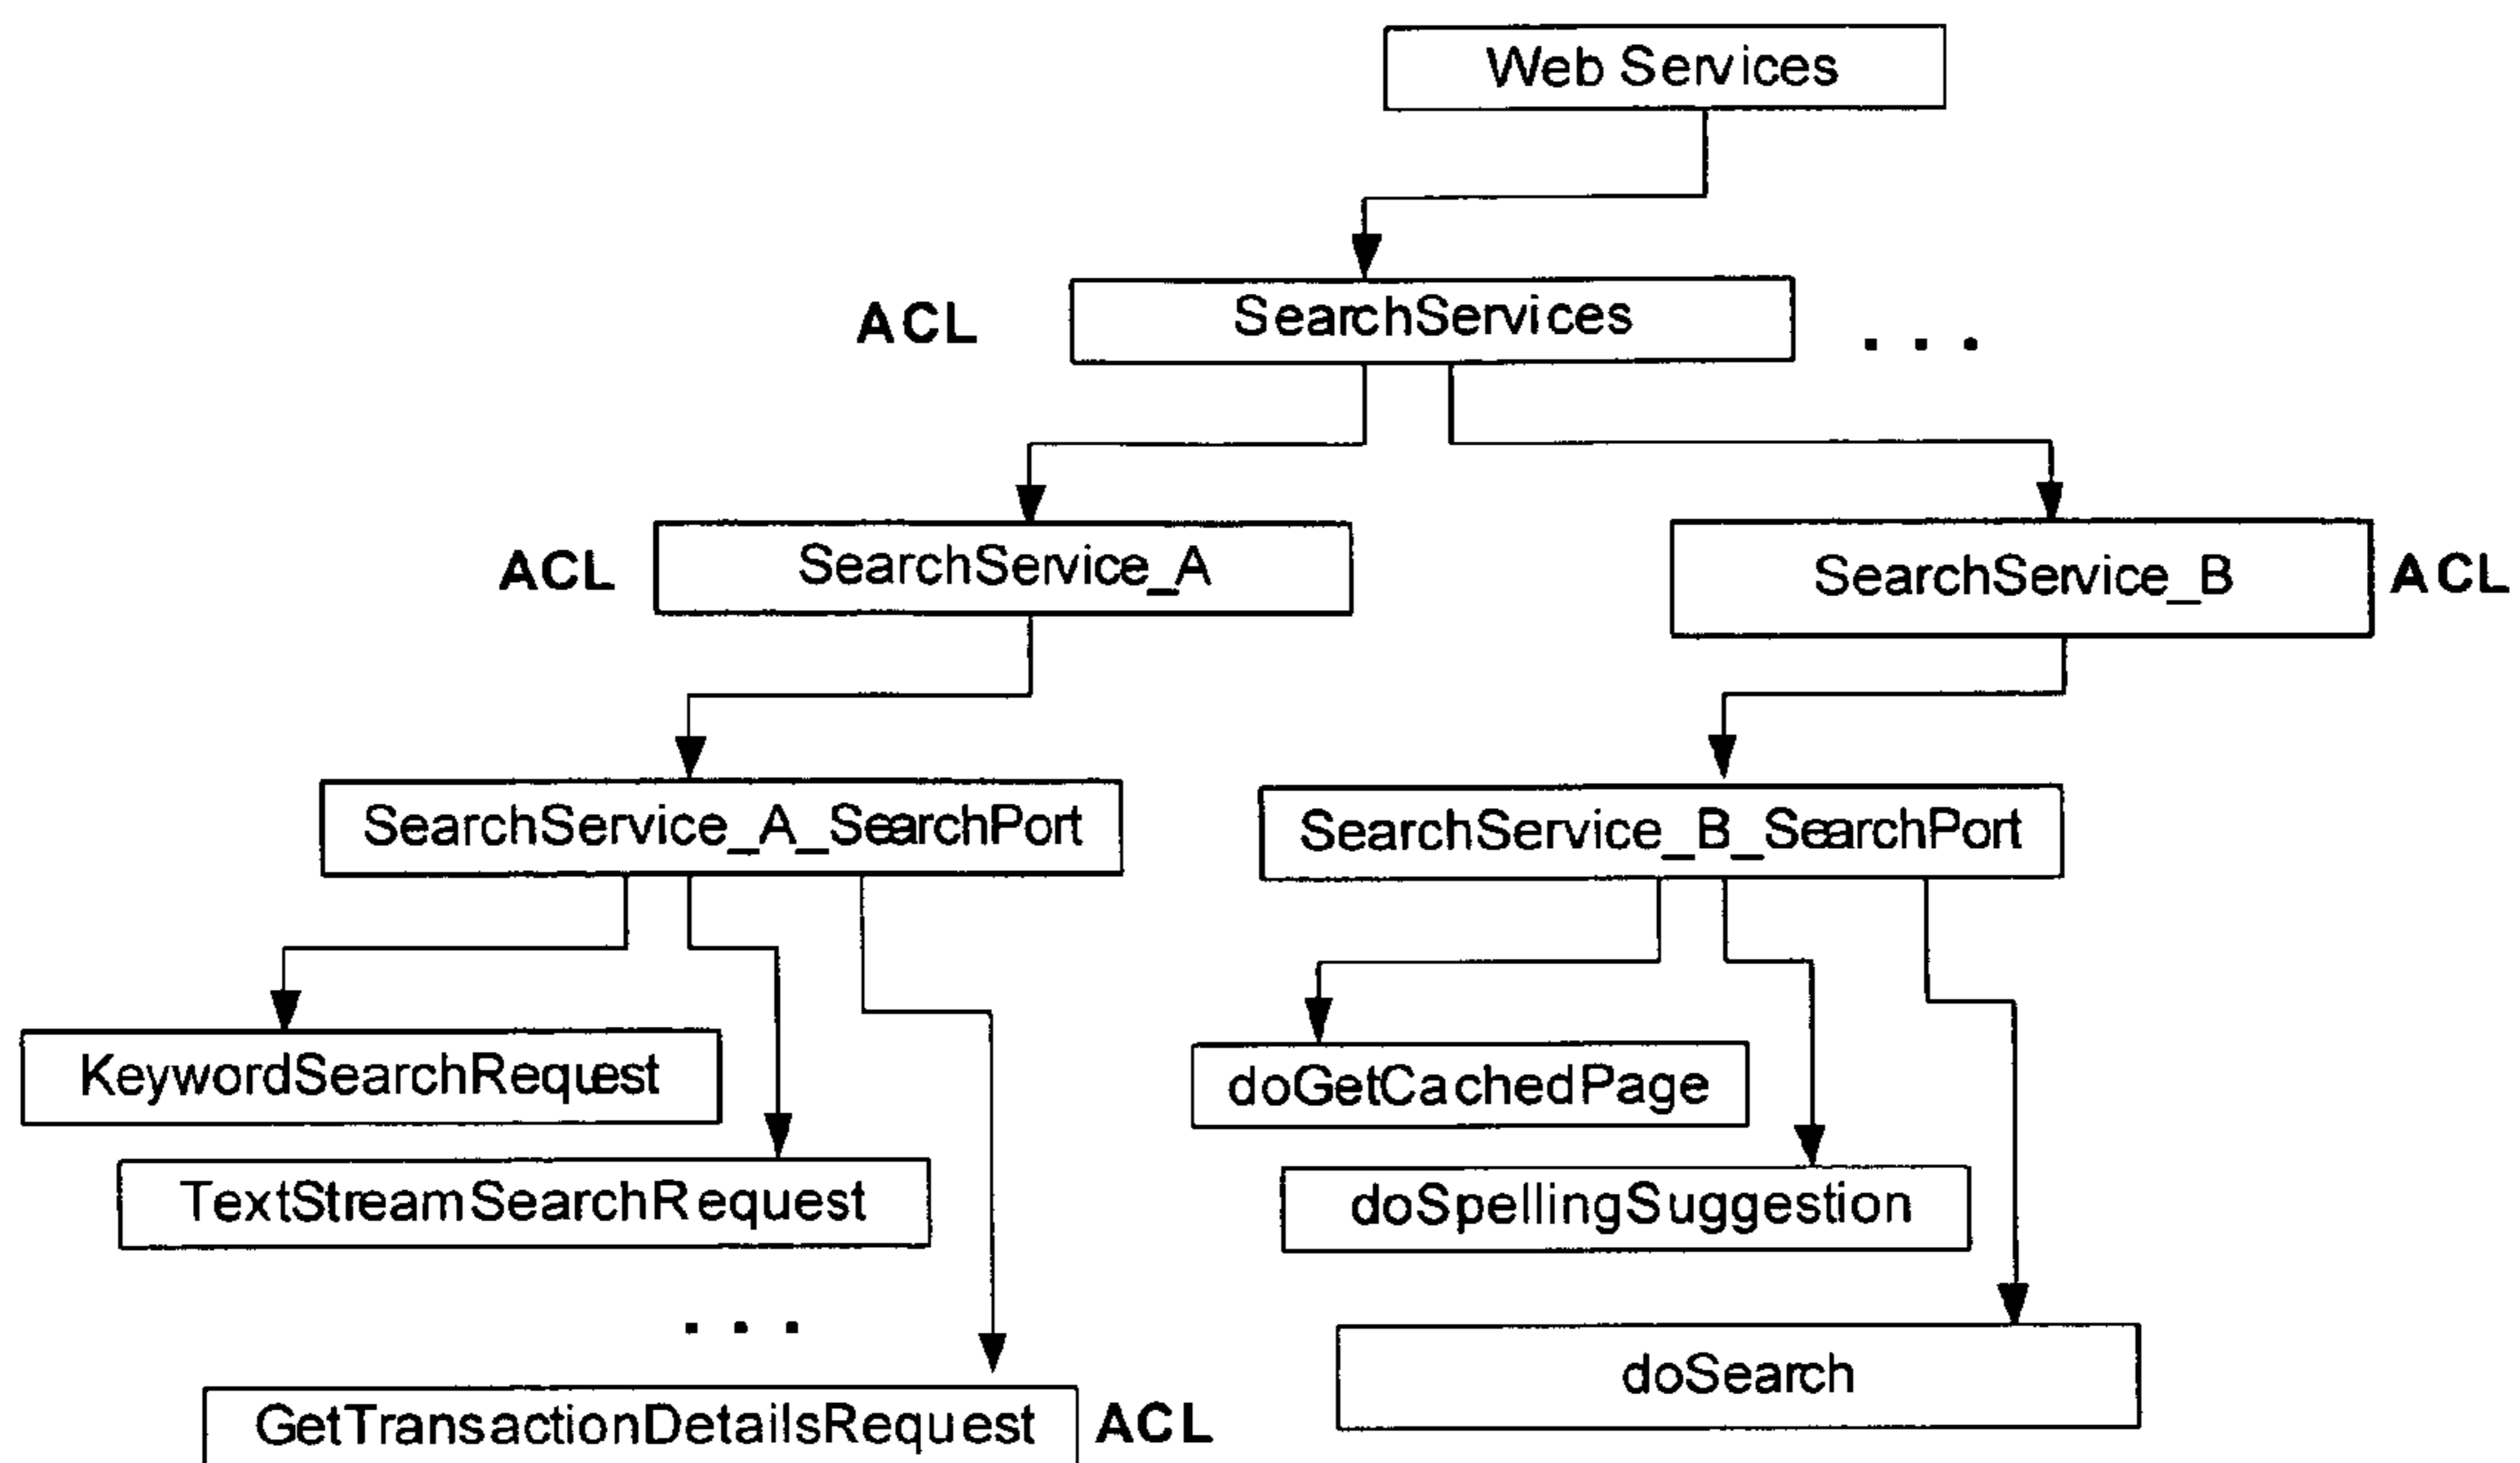 Web Services
ACL SearchServices . . .
ACL SearchService_A
SearchService_B ACL
SearchService_A_SearchPort
SearchService_B_SearchPort
KeywordSearchRequest
doGetCachedPage
TextStreamSearchRequest
doSpellingSuggestion
. . .
doSearch
GetTransactionDetailsRequest ACL